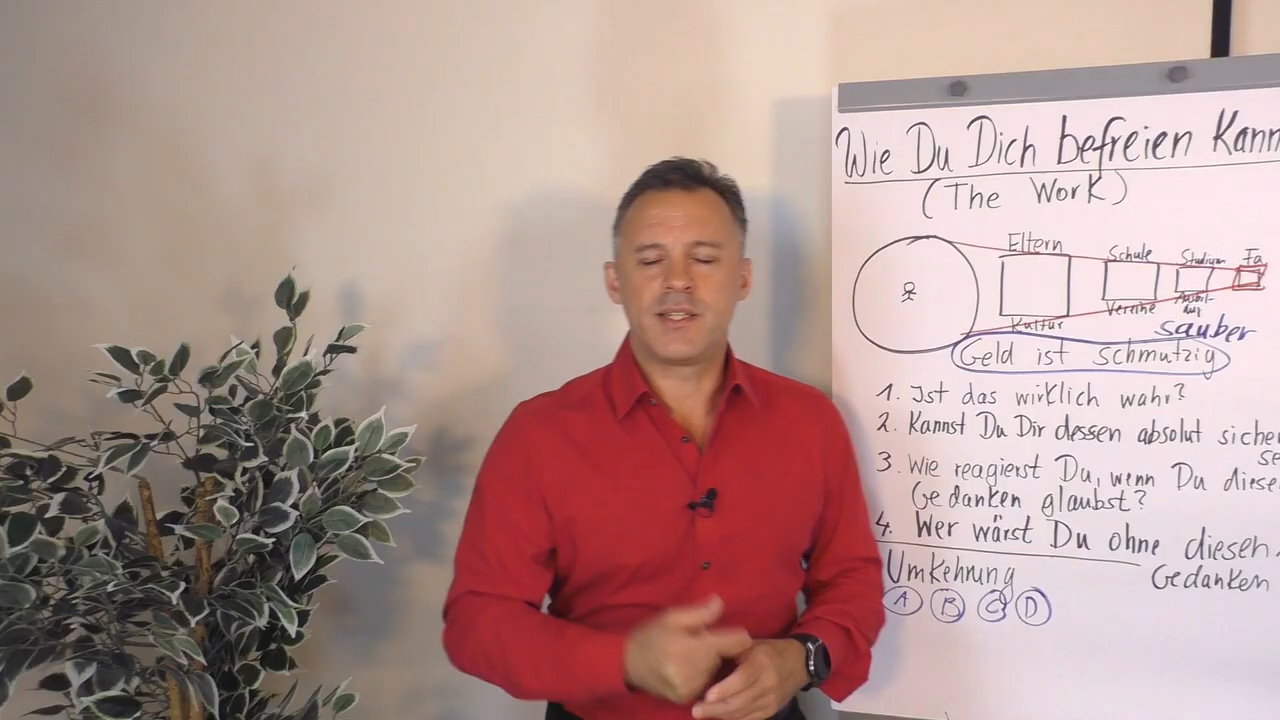 Wie Du Dich befreien Kann
(The Work)
Eltern Schule Studium Fa
Kultur Vereine
sauber
Geld ist schmutzig
1. Ist das wirklich wahr?
2. Kannst Du Dir dessen absolut sicher
se
3. Wie reagierst Du, wenn Du diese
Gedanken glaubst?
4. Wer wärst Du ohne diesen
Gedanken
Umkehrung
A B C D